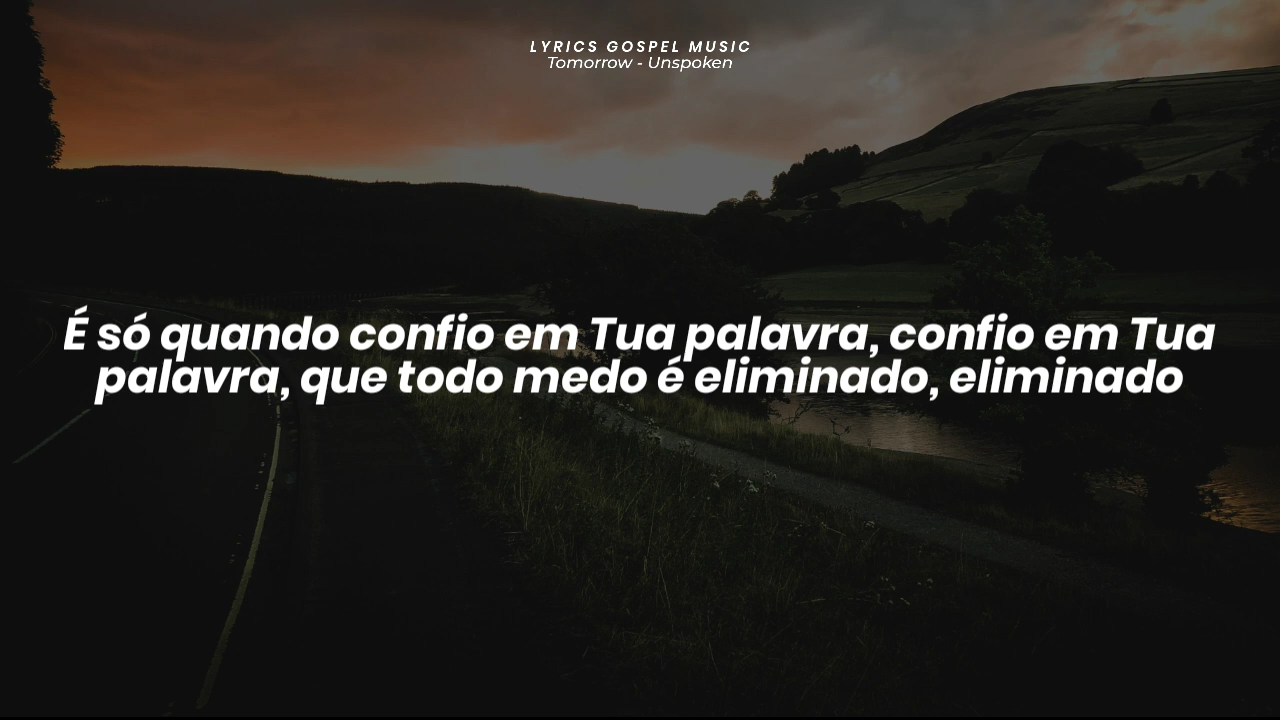 LYRICS GOSPEL MUSIC
Tomorrow - Unspoken
É só quando confio em Tua palavra, confio em Tua
palavra, que todo medo é eliminado, eliminado